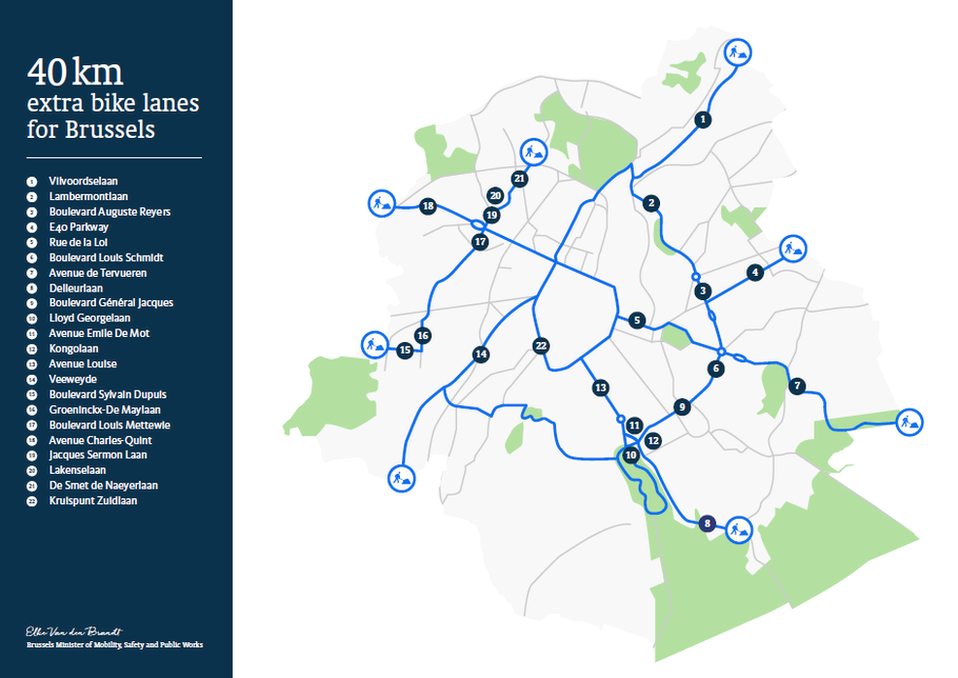 40 km
extra bike lanes
for Brussels
1 Vilvoordselaan
2 Lambermontlaan
3 Boulevard Auguste Reyers
4 E40 Parkway
5 Rue de la Loi
6 Boulevard Louis Schmidt
7 Avenue de Tervueren
8 Delleurlaan
9 Boulevard Général Jacques
10 Lloyd Georgelaan
11 Avenue Emile De Mot
12 Kongolaan
13 Avenue Louise
14 Veeweyde
15 Boulevard Sylvain Dupuis
16 Groeninckx-De Maylaan
17 Boulevard Louis Mettewie
18 Avenue Charles-Quint
19 Jacques Sermon Laan
20 Lakenselaan
21 De Smet de Naeyerlaan
22 Kruispunt Zuidlaan
Elke Van den Brandt
Brussels Minister of Mobility, Safety and Public Works
1
21
20
18
19
2
17
4
3
5
16
15
14
22
6
13
7
9
11
12
10
8